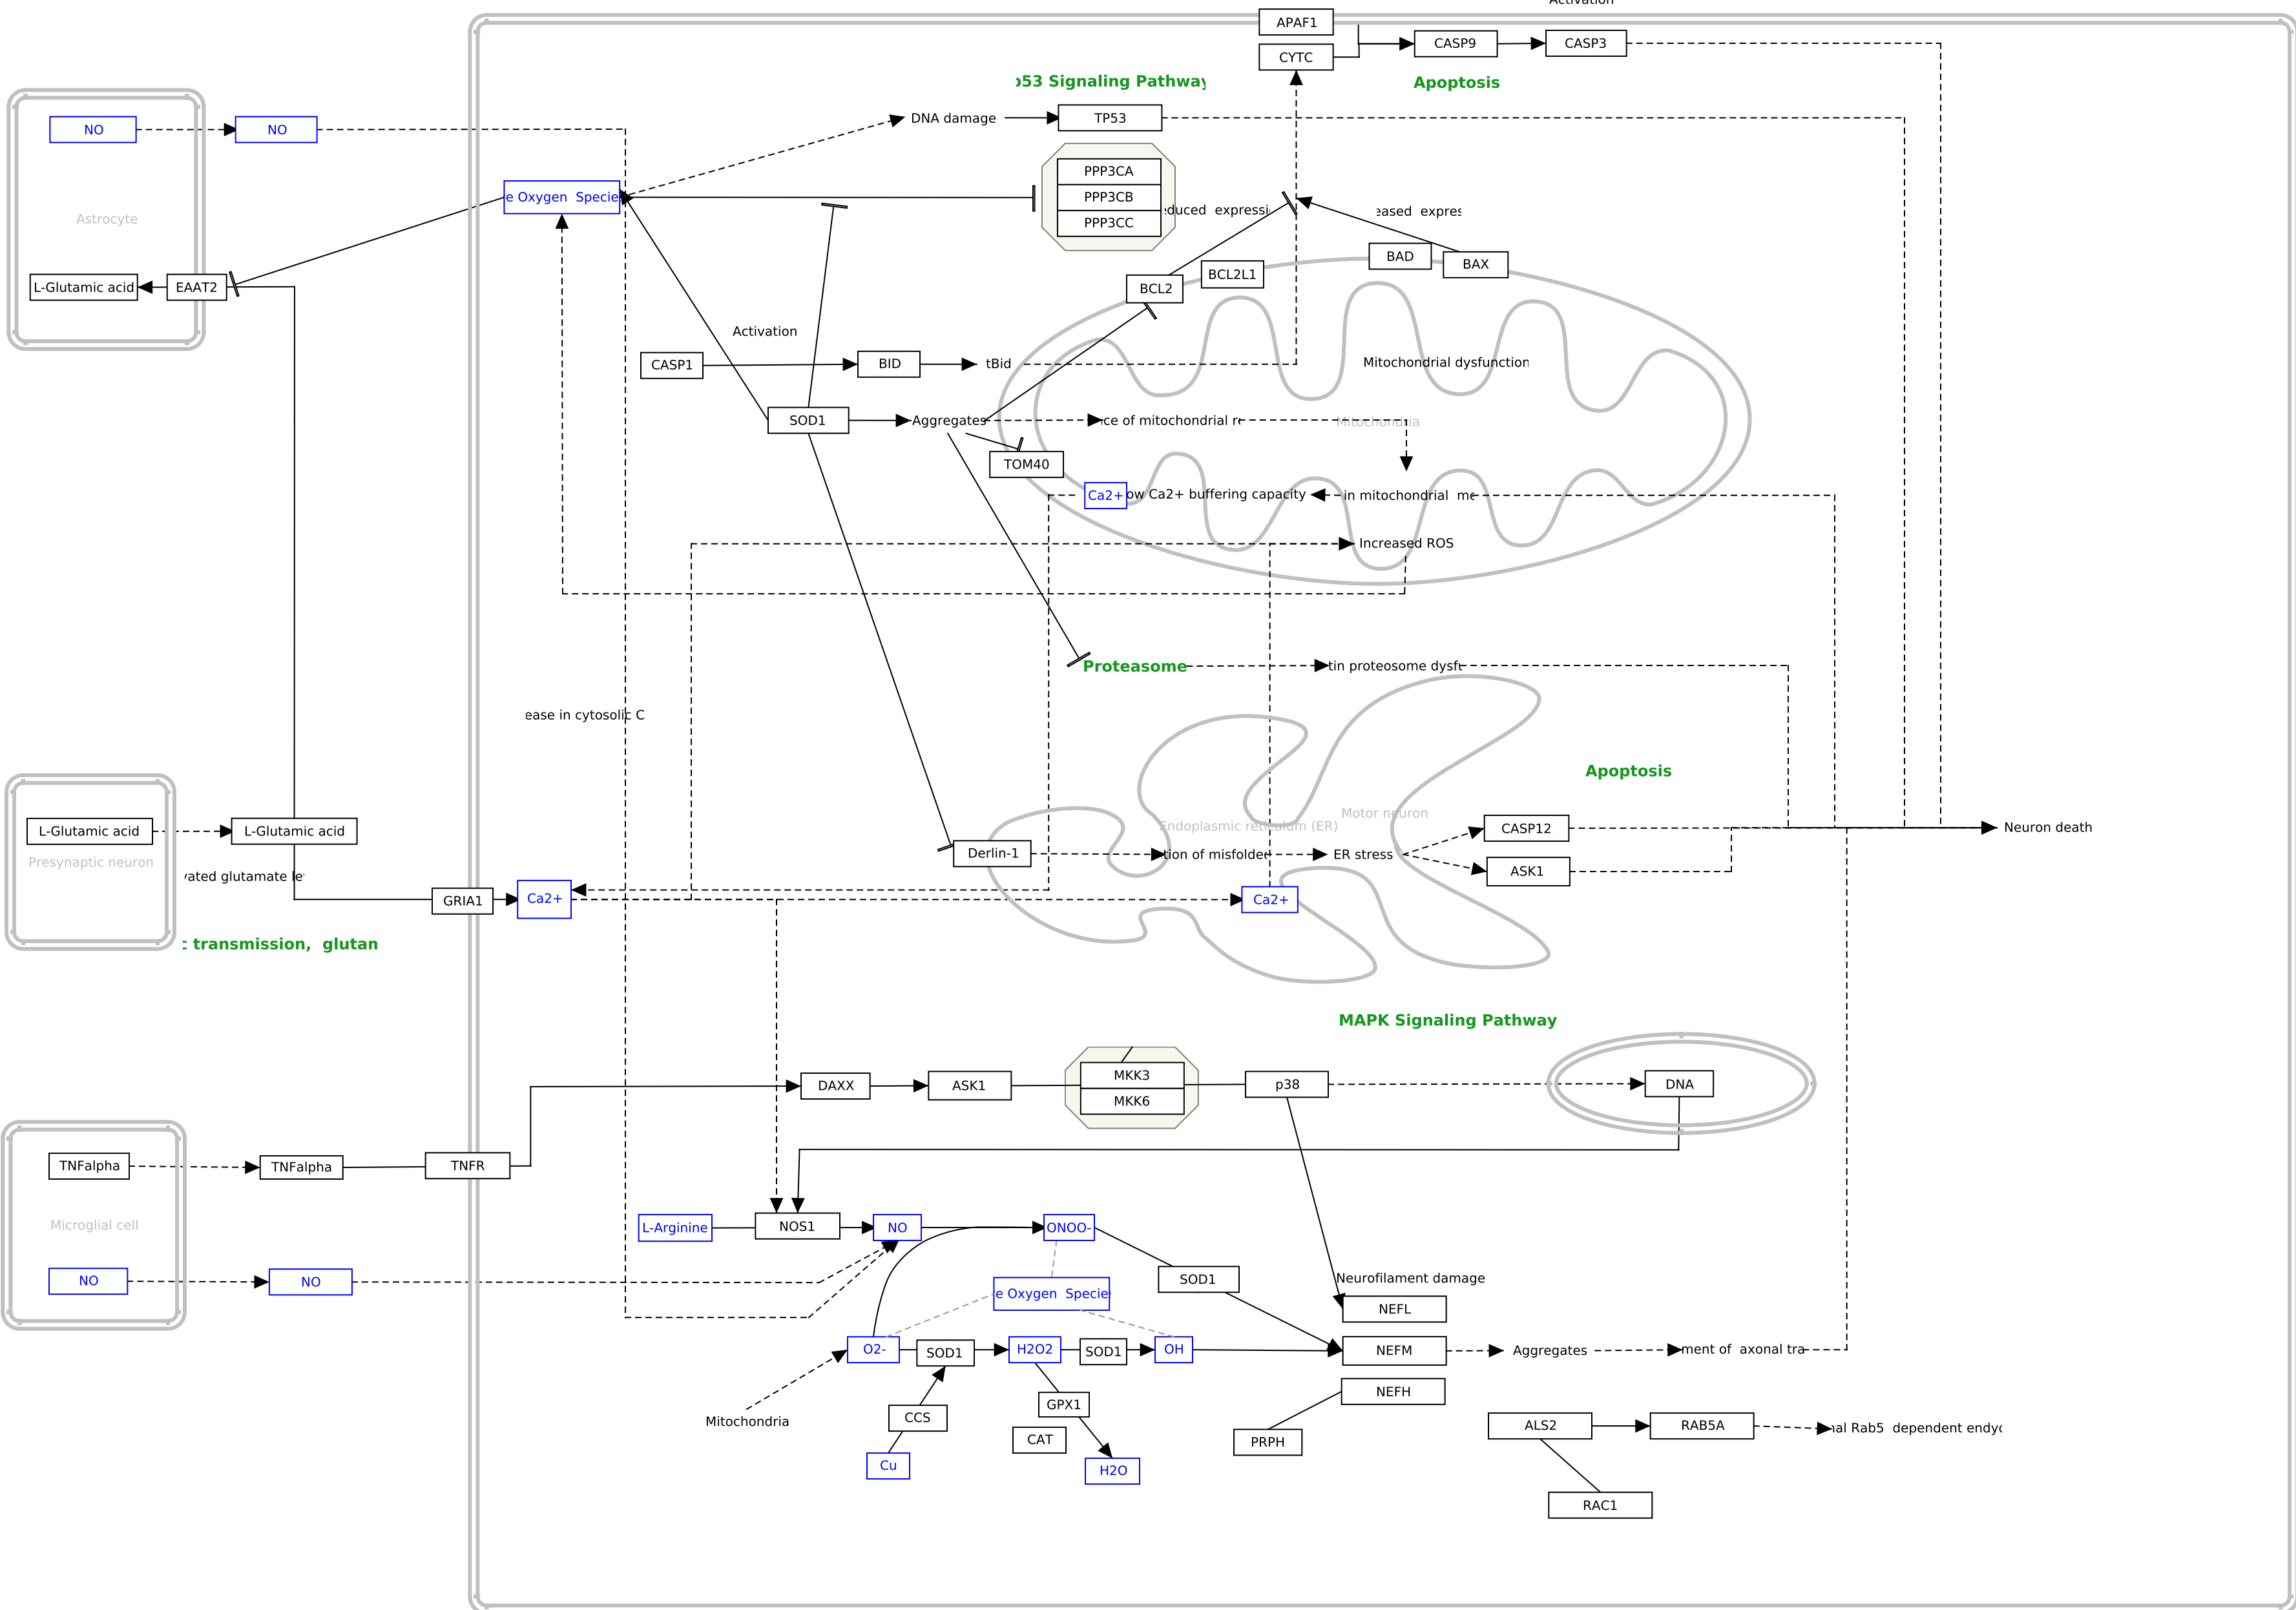 Activation
APAF1
CYTC
CASP9
CASP3
p53 Signaling Pathway
Apoptosis
NO
NO
DNA damage
TP53
Astrocyte
e Oxygen Specie
PPP3CA
PPP3CB
PPP3CC
duced expressi
eased expres
BAD
BAX
BCL2L1
BCL2
L-Glutamic acid
EAAT2
Activation
CASP1
BID
tBid
Mitochondrial dysfunction
SOD1
Aggregates
ce of mitochondrial
Mitochondria
TOM40
Ca2+
ow Ca2+ buffering capacity
in mitochondrial
Increased ROS
Proteasome
tin proteosome dysf
ease in cytosolic C
Apoptosis
L-Glutamic acid
L-Glutamic acid
Presynaptic neuron
Endoplasmic reticulum (ER)
Motor neuron
CASP12
Neuron death
Derlin-1
tion of misfolde
ER stress
ASK1
vated glutamate le
GRIA1
Ca2+
Ca2+
c transmission, glutan
MAPK Signaling Pathway
DAXX
ASK1
MKK3
MKK6
p38
DNA
TNFalpha
TNFalpha
TNFR
Microglial cell
L-Arginine
NOS1
NO
ONOO-
NO
NO
e Oxygen Specie
SOD1
Neurofilament damage
NEFL
O2-
SOD1
H2O2
SOD1
OH
NEFM
Aggregates
ment of axonal tra
NEFH
Mitochondria
CCS
GPX1
CAT
PRPH
Cu
H2O
ALS2
RAB5A
nal Rab5 dependent endyc
RAC1